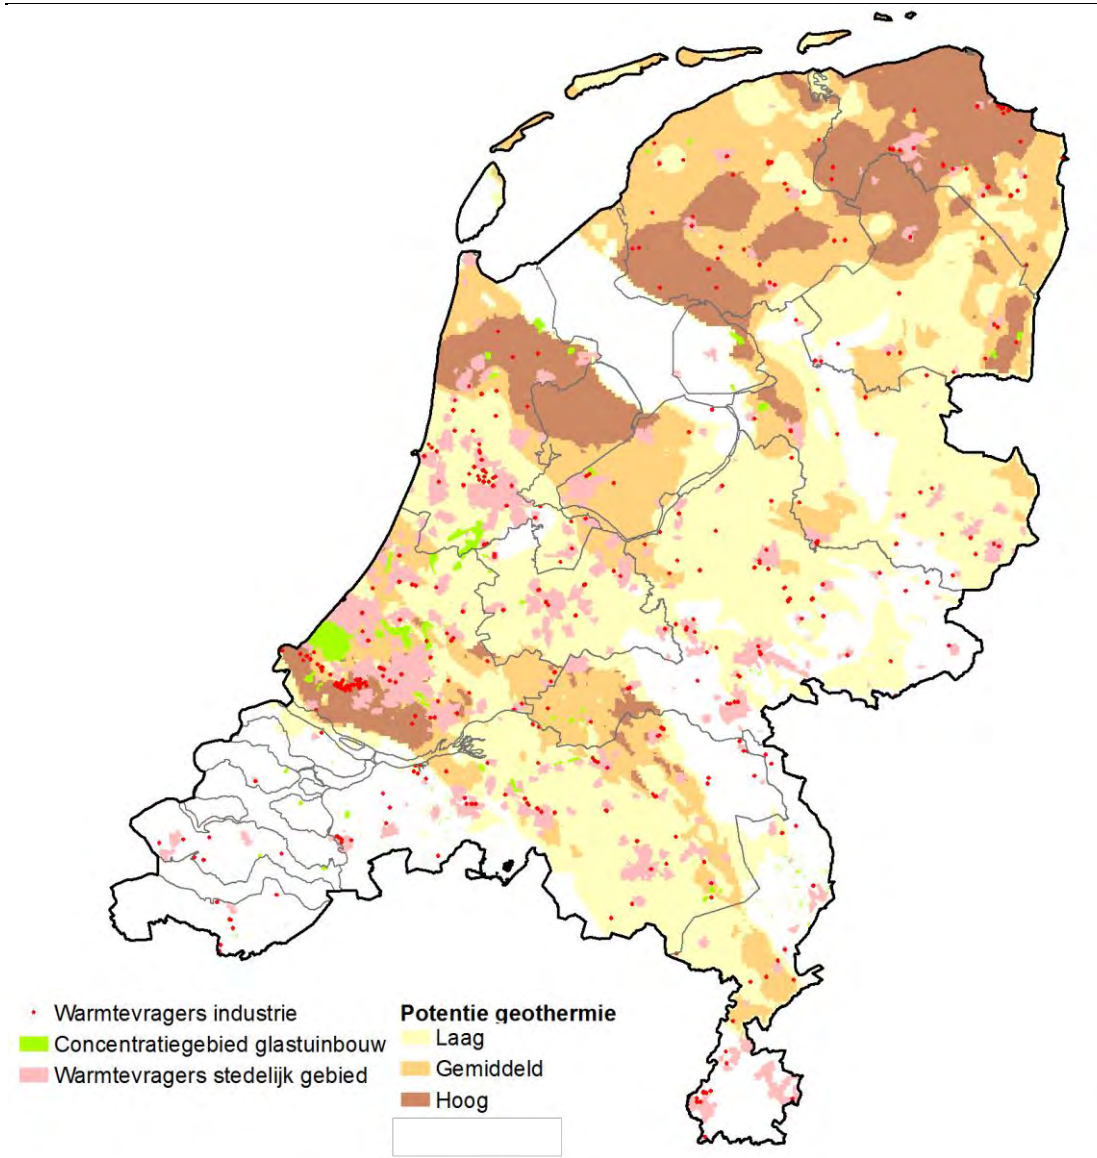 Warmtevragers industrie
Concentratiegebied glastuinbouw
Warmtevragers stedelijk gebied
Potentie geothermie
Laag
Gemiddeld
Hoog